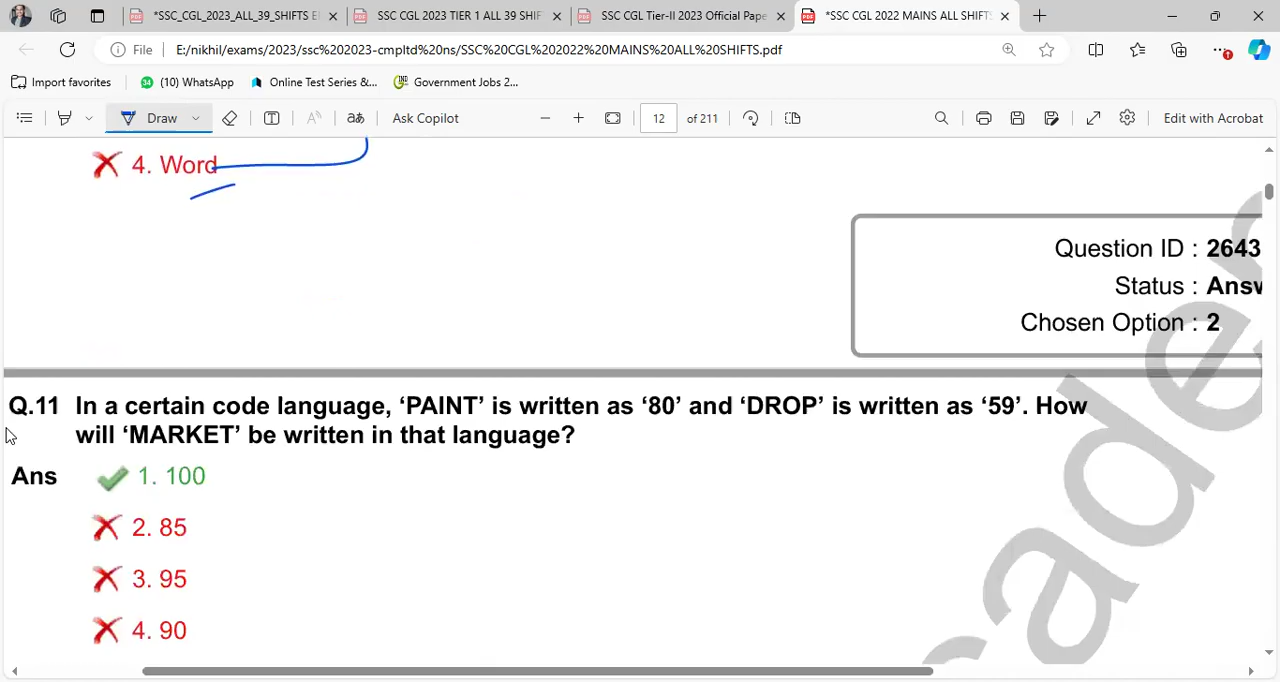 *SSC_CGL_2023_ALL_39_SHIFTS E
SSC CGL 2023 TIER 1 ALL 39 SHIF
SSC CGL Tier-II 2023 Official Pape
*SSC CGL 2022 MAINS ALL SHIFTS
File
E:/nikhil/exams/2023/ssc%202023-cmpltd%20ns/SSC%20CGL%202022%20MAINS%20ALL%20SHIFTS.pdf
Import favorites
34
(10) WhatsApp
Online Test Series &...
Government Jobs 2...
Draw
Ask Copilot
12
of 211
Edit with Acrobat
4. Word
Question ID : 2643
Status : Answ
Chosen Option : 2
Q.11 In a certain code language, ‘PAINT’ is written as ‘80’ and ‘DROP’ is written as ‘59’. How
will ‘MARKET’ be written in that language?
Ans
1. 100
2. 85
3. 95
4. 90